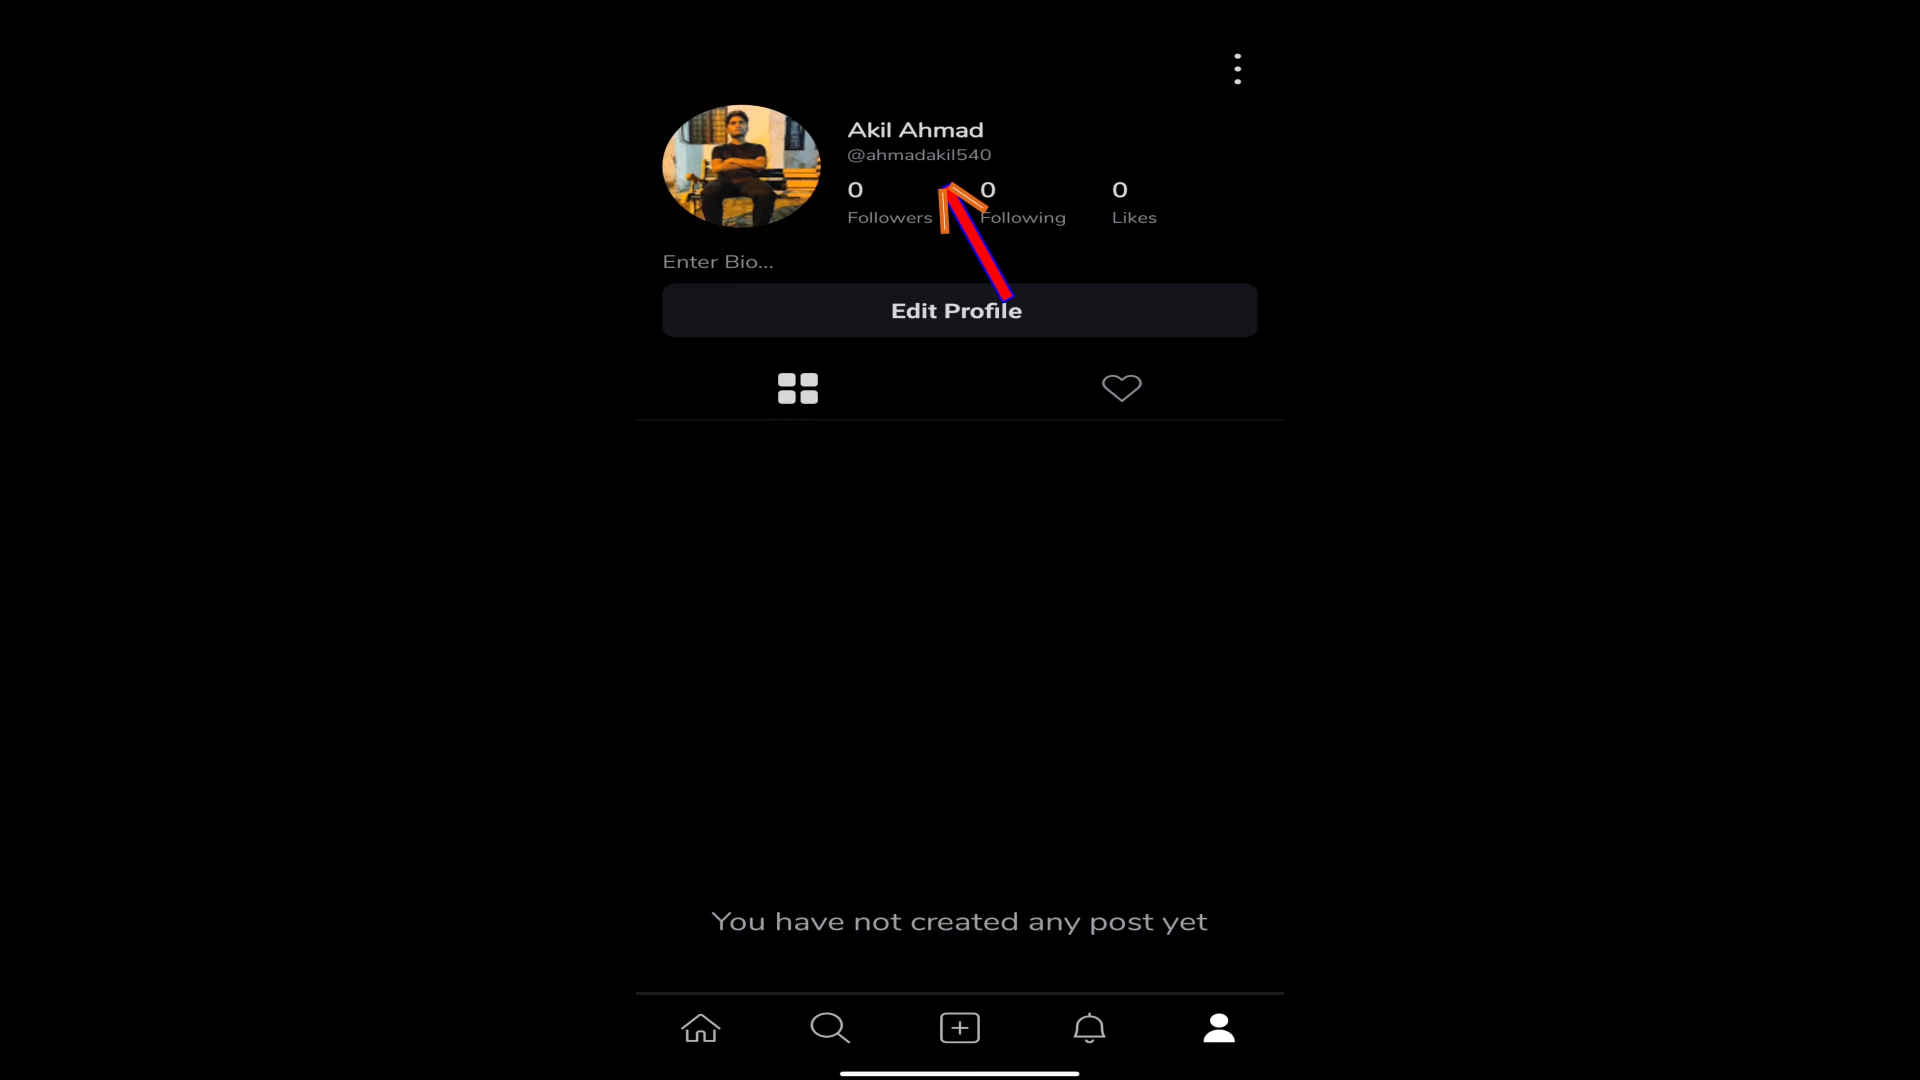 Akil Ahmad
@ahmadakil540
0 0 0
Followers Following Likes
Enter Bio...
Edit Profile
You have not created any post yet